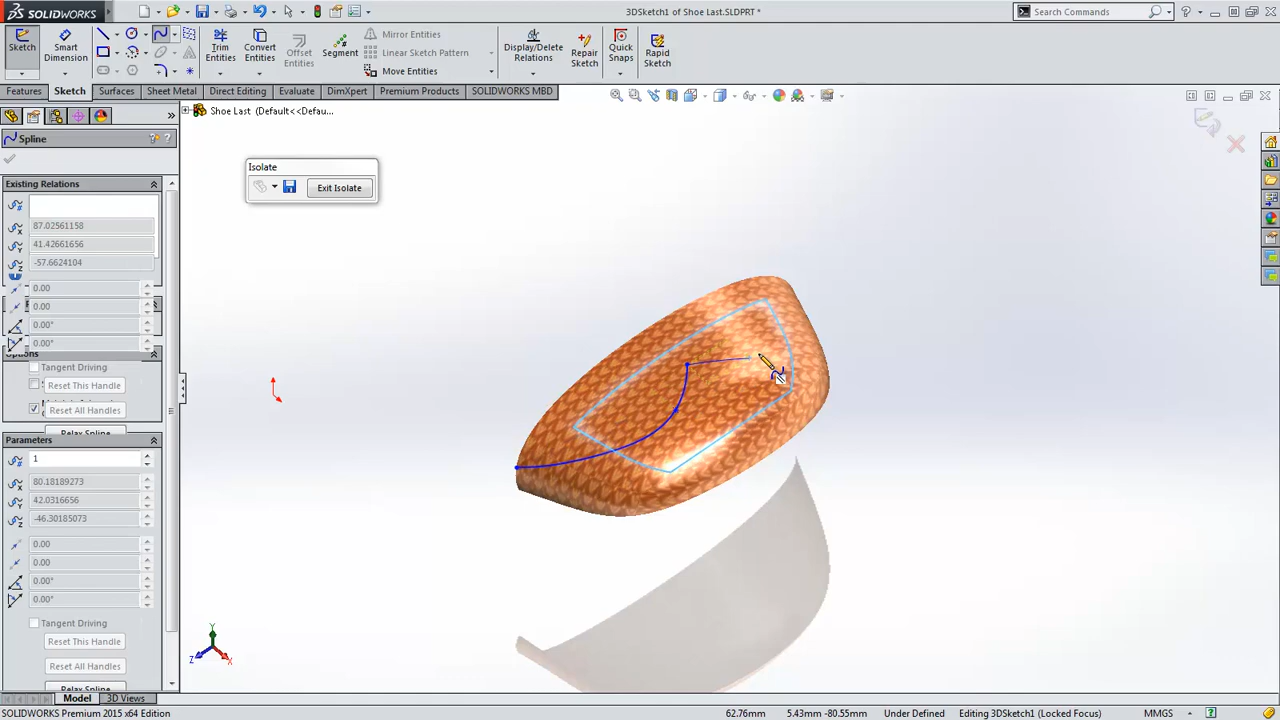 SOLIDWORKS
3DSketch1 of Shoe Last.SLDPRT *
Search Commands
Sketch
Smart Dimension
Trim Entities
Convert Entities
Offset Entities
Segment
Mirror Entities
Linear Sketch Pattern
Move Entities
Display/Delete Relations
Repair Sketch
Quick Snaps
Rapid Sketch
Features
Sketch
Surfaces
Sheet Metal
Direct Editing
Evaluate
DimXpert
Premium Products
SOLIDWORKS MBD
Shoe Last (Default<<Defau...
Spline
Existing Relations
87.02561158
41.42661656
-57.6624104
0.00
0.00
0.00°
0.00°
Options
Tangent Driving
Reset This Handle
Reset All Handles
Relax Spline
Parameters
1
80.18189273
42.0316656
-46.30185073
0.00
0.00
0.00°
0.00°
Tangent Driving
Reset This Handle
Reset All Handles
Relax Spline
Isolate
Exit Isolate
Y
Z
X
Model
3D Views
SOLIDWORKS Premium 2015 x64 Edition
62.76mm
5.43mm -80.55mm
Under Defined
Editing 3DSketch1 (Locked Focus)
MMGS